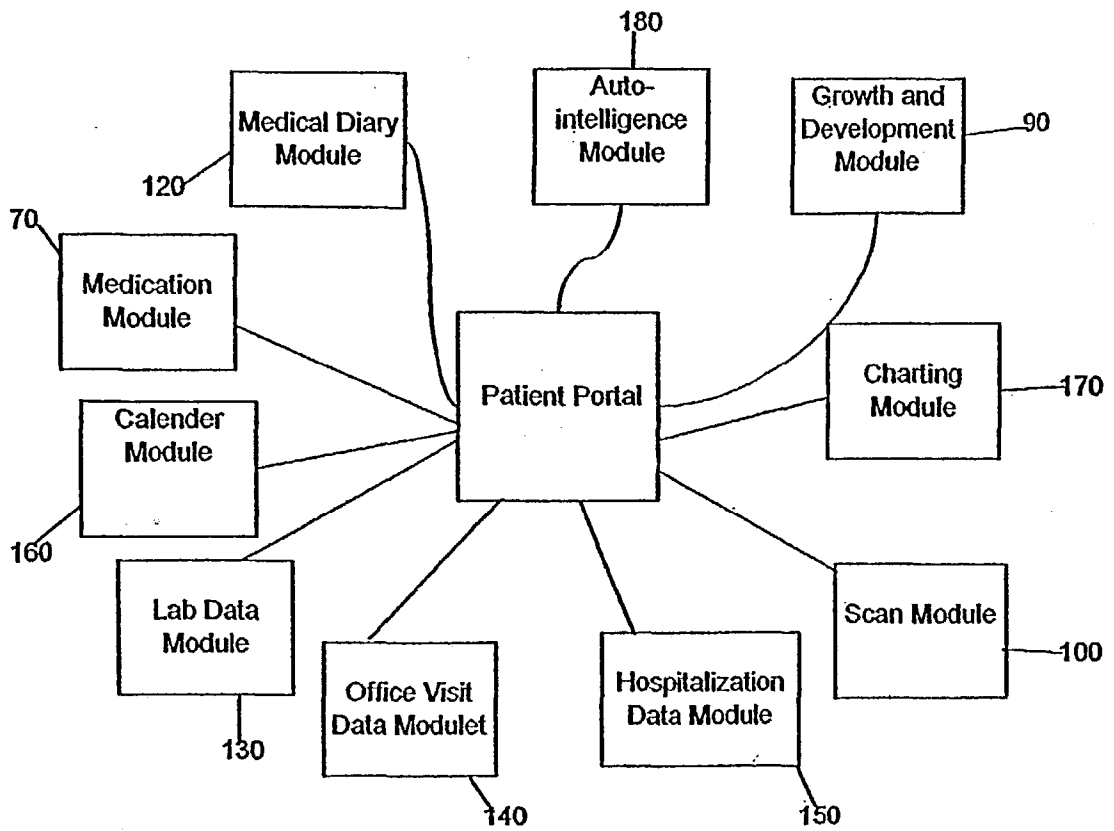 180
Auto-
intelligence
Module
Medical Diary
Module
120
Growth and
Development
Module
90
70
Medication
Module
Patient Portal
Charting
Module
170
Calender
Module
160
Lab Data
Module
130
Scan Module
100
Office Visit
Data Modulet
140
Hospitalization
Data Module
150